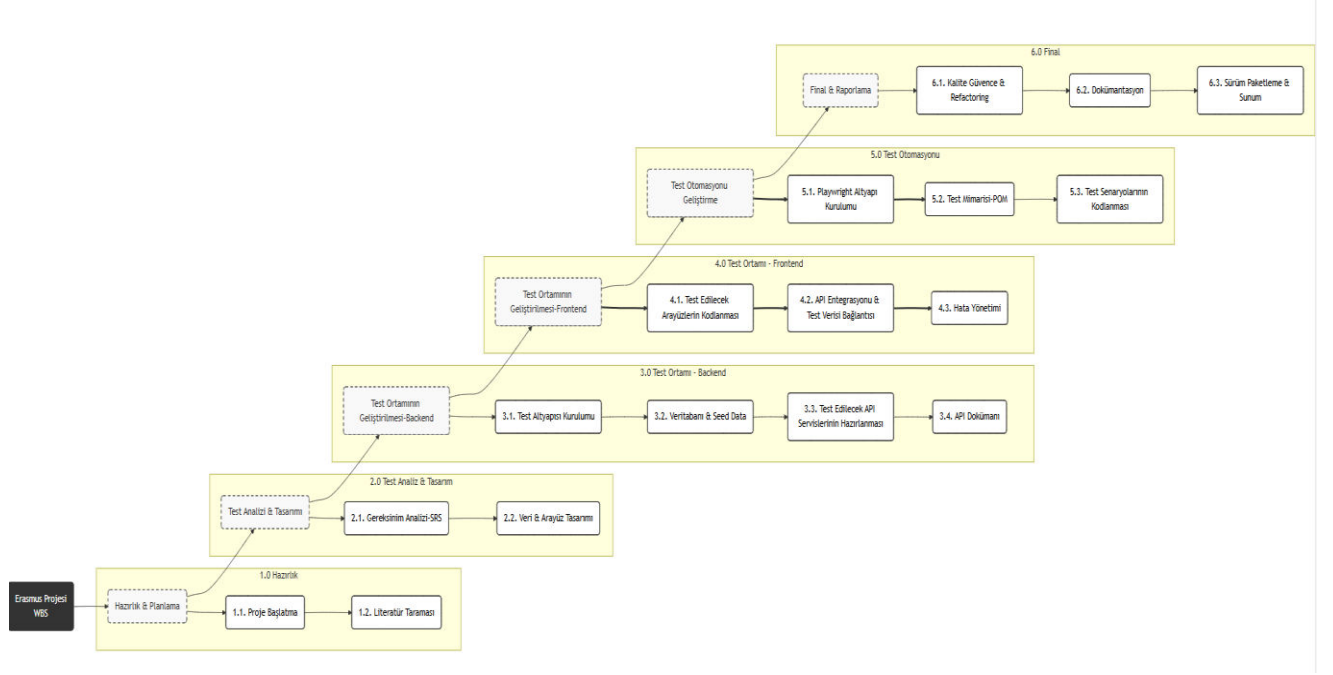 6.0 Final
Final & Raporlama
6.1. Kalite Güvence &
Refactoring
6.2. Dokümantasyon
6.3. Sürüm Paketleme &
Sunum
5.0 Test Otomasyonu
Test Otomasyonu
Geliştirme
5.1. Playwright Altyapı
Kurulumu
5.2. Test Mimarisi-POM
5.3. Test Senaryolarının
Kodlanması
4.0 Test Ortamı - Frontend
Test Ortamının
Geliştirilmesi-Frontend
4.1. Test Edilecek
Arayüzlerin Kodlanması
4.2. API Entegrasyonu &
Test Verisi Bağlantısı
4.3. Hata Yönetimi
3.0 Test Ortamı - Backend
Test Ortamının
Geliştirilmesi-Backend
3.1. Test Altyapısı Kurulumu
3.2. Veritabanı & Seed Data
3.3. Test Edilecek API
Servislerinin Hazırlanması
3.4. API Dokümanı
2.0 Test Analiz & Tasarım
Test Analizi & Tasarımı
2.1. Gereksinim Analizi-SRS
2.2. Veri & Arayüz Tasarımı
1.0 Hazırlık
Erasmus Projesi
WBS
Hazırlık & Planlama
1.1. Proje Başlatma
1.2. Literatür Taraması